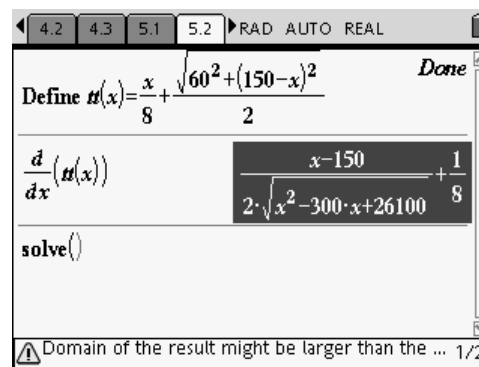 4.2 4.3 5.1 5.2 RAD AUTO REAL
Define tt(x)=x/8+√(60²+(150-x)²)/2 Done
d/dx(tt(x)) (x-150)/(2·√(x²-300·x+26100))+1/8
solve()
Domain of the result might be larger than the ... 1/2